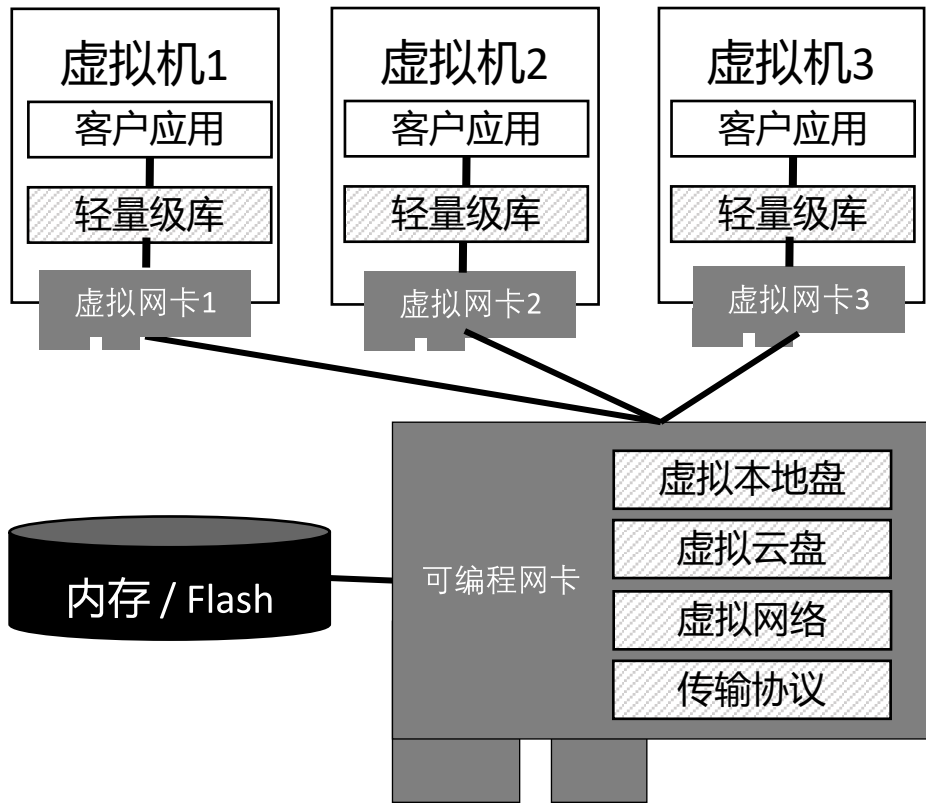 虚拟机1
虚拟机2
虚拟机3
客户应用
客户应用
客户应用
轻量级库
轻量级库
轻量级库
虚拟网卡1
虚拟网卡2
虚拟网卡3
虚拟本地盘
虚拟云盘
可编程网卡
内存 / Flash
虚拟网络
传输协议